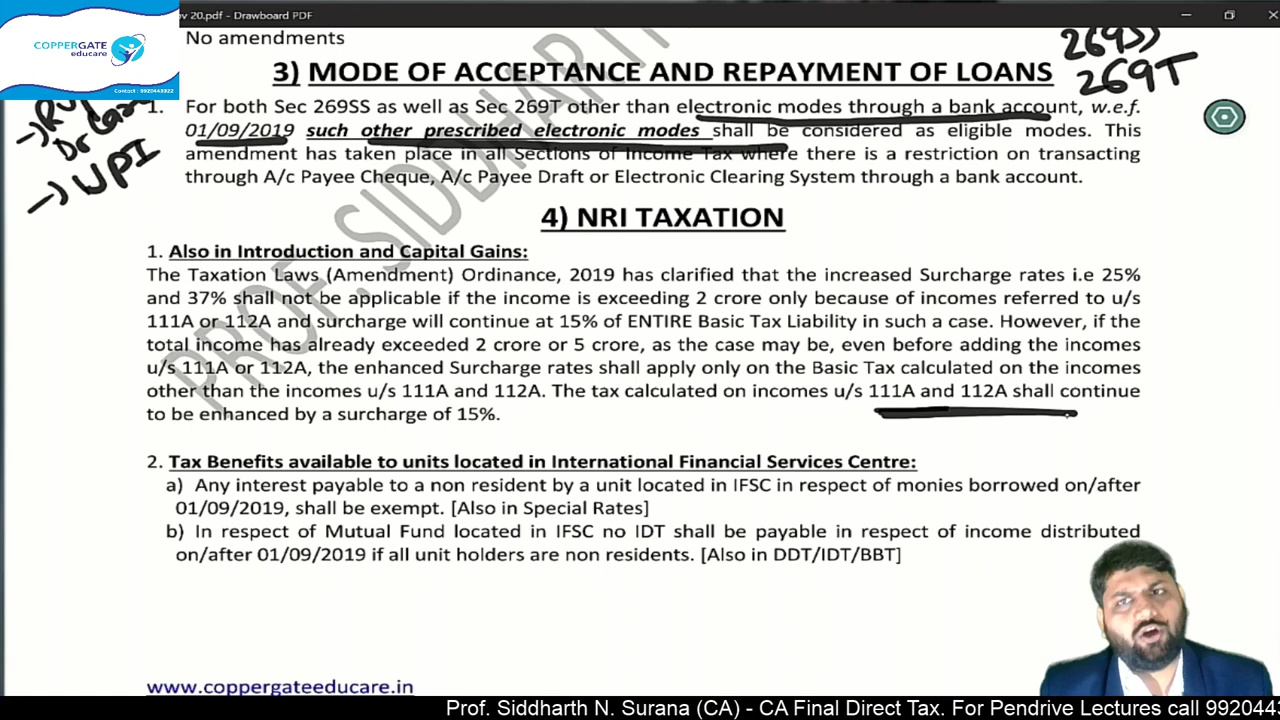 ov 20.pdf - Drawboard PDF
COPPERGATE
educare
Contact : 9920443922
No amendments
269SS
269T
3) MODE OF ACCEPTANCE AND REPAYMENT OF LOANS
1. For both Sec 269SS as well as Sec 269T other than electronic modes through a bank account, w.e.f.
01/09/2019 such other prescribed electronic modes shall be considered as eligible modes. This
amendment has taken place in all Sections of Income Tax where there is a restriction on transacting
through A/c Payee Cheque, A/c Payee Draft or Electronic Clearing System through a bank account.
Dr Card
→ UPI
4) NRI TAXATION
1. Also in Introduction and Capital Gains:
The Taxation Laws (Amendment) Ordinance, 2019 has clarified that the increased Surcharge rates i.e 25%
and 37% shall not be applicable if the income is exceeding 2 crore only because of incomes referred to u/s
111A or 112A and surcharge will continue at 15% of ENTIRE Basic Tax Liability in such a case. However, if the
total income has already exceeded 2 crore or 5 crore, as the case may be, even before adding the incomes
u/s 111A or 112A, the enhanced Surcharge rates shall apply only on the Basic Tax calculated on the incomes
other than the incomes u/s 111A and 112A. The tax calculated on incomes u/s 111A and 112A shall continue
to be enhanced by a surcharge of 15%.
2. Tax Benefits available to units located in International Financial Services Centre:
a) Any interest payable to a non resident by a unit located in IFSC in respect of monies borrowed on/after
01/09/2019, shall be exempt. [Also in Special Rates]
b) In respect of Mutual Fund located in IFSC no IDT shall be payable in respect of income distributed
on/after 01/09/2019 if all unit holders are non residents. [Also in DDT/IDT/BBT]
PROF. SIDDHARTH
www.coppergateeducare.in
Prof. Siddharth N. Surana (CA) - CA Final Direct Tax. For Pendrive Lectures call 9920443